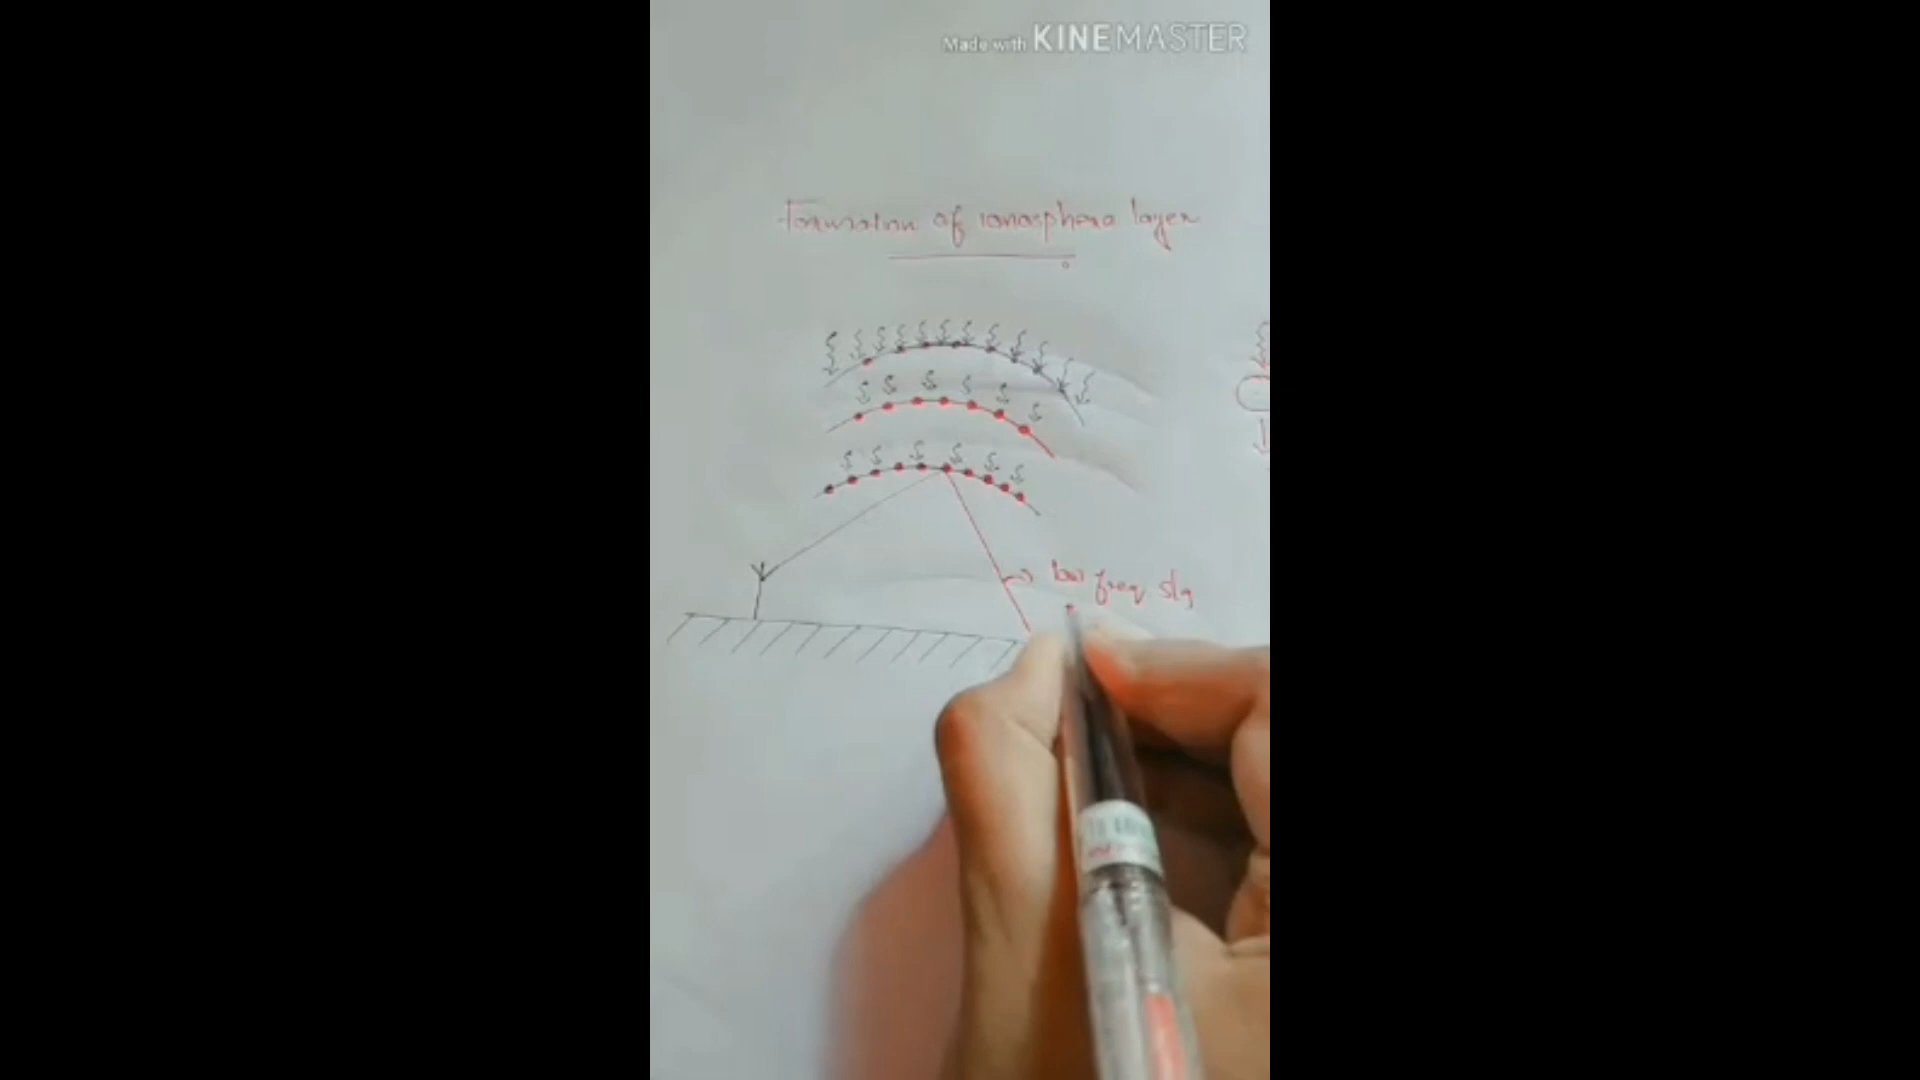 Made with KINEMASTER
Formation of ionosphere layer
low freq sig